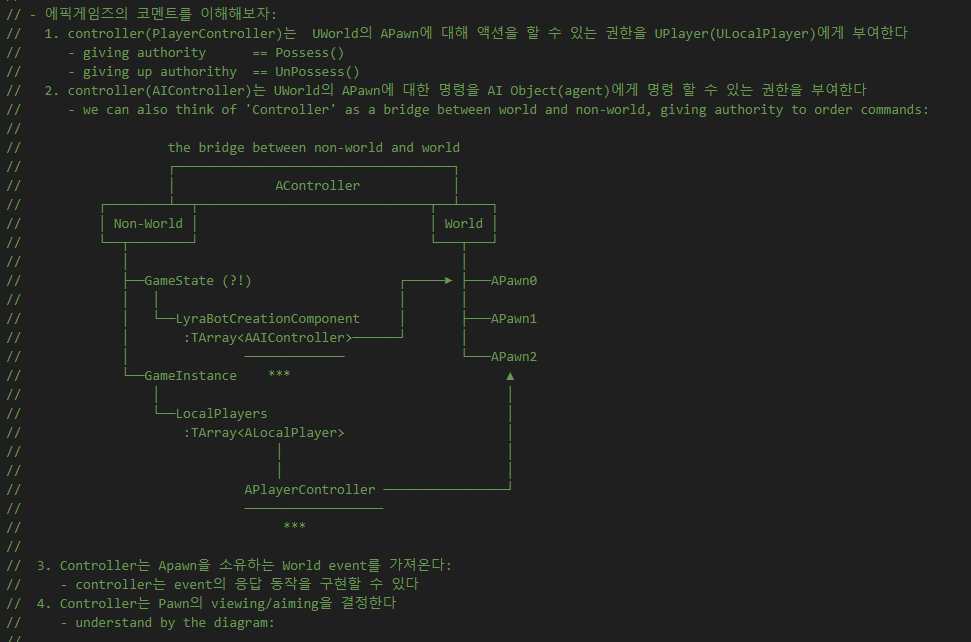 // - 에픽게임즈의 코멘트를 이해해보자:
//   1. controller(PlayerController)는  UWorld의 APawn에 대해 액션을 할 수 있는 권한을 UPlayer(ULocalPlayer)에게 부여한다
//      - giving authority      == Possess()
//      - giving up authorithy  == UnPossess()
//   2. controller(AIController)는 UWorld의 APawn에 대한 명령을 AI Object(agent)에게 명령 할 수 있는 권한을 부여한다
//      - we can also think of 'Controller' as a bridge between world and non-world, giving authority to order commands:
//
//                   the bridge between non-world and world
//
//                                 AController
//
//            Non-World                                  World
//
//
//                GameState (?!)                               APawn0
//
//                    LyraBotCreationComponent                 APawn1
//                     :TArray<AAIController>
//                                                             APawn2
//                GameInstance    ***
//
//                    LocalPlayers
//                     :TArray<ALocalPlayer>
//
//
//                             APlayerController
//
//                                  ***
//
//  3. Controller는 Apawn을 소유하는 World event를 가져온다:
//     - controller는 event의 응답 동작을 구현할 수 있다
//  4. Controller는 Pawn의 viewing/aiming을 결정한다
//     - understand by the diagram:
//